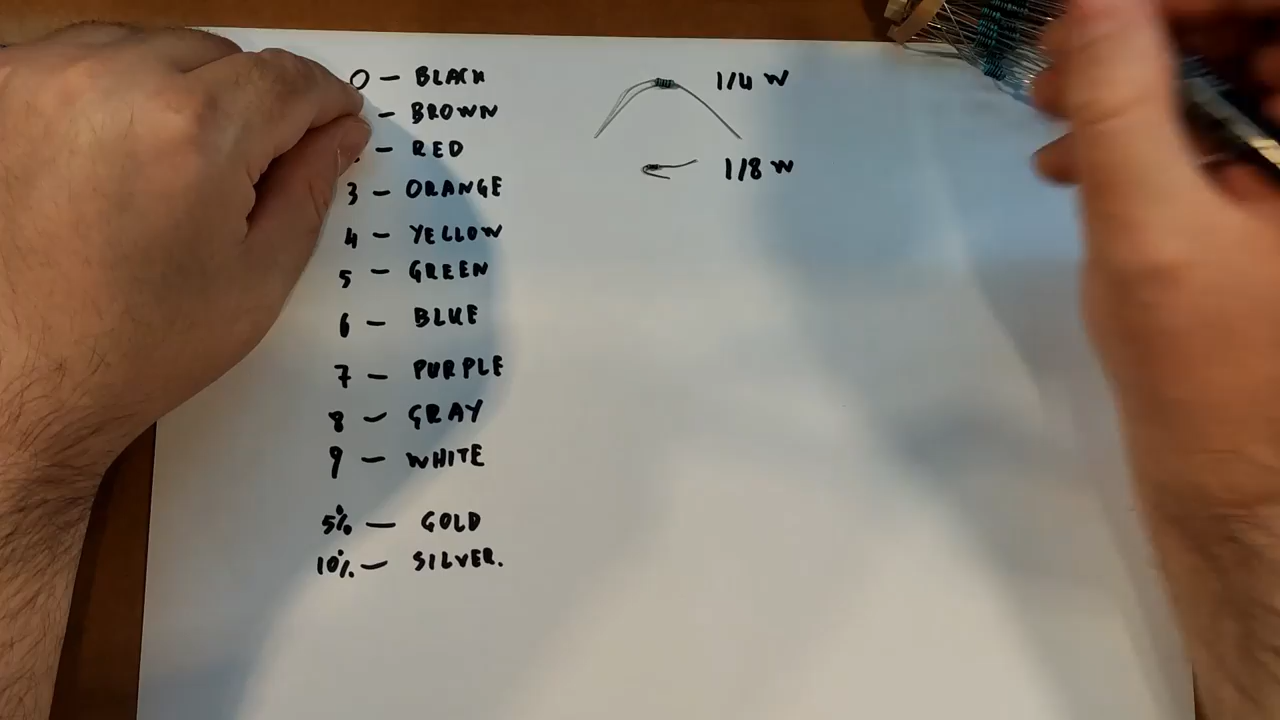 0 — BLACK
— BROWN
— RED
3 — ORANGE
4 — YELLOW
5 — GREEN
6 — BLUE
7 — PURPLE
8 — GRAY
9 — WHITE
5% — GOLD
10% — SILVER.
1/4 W
1/8 W